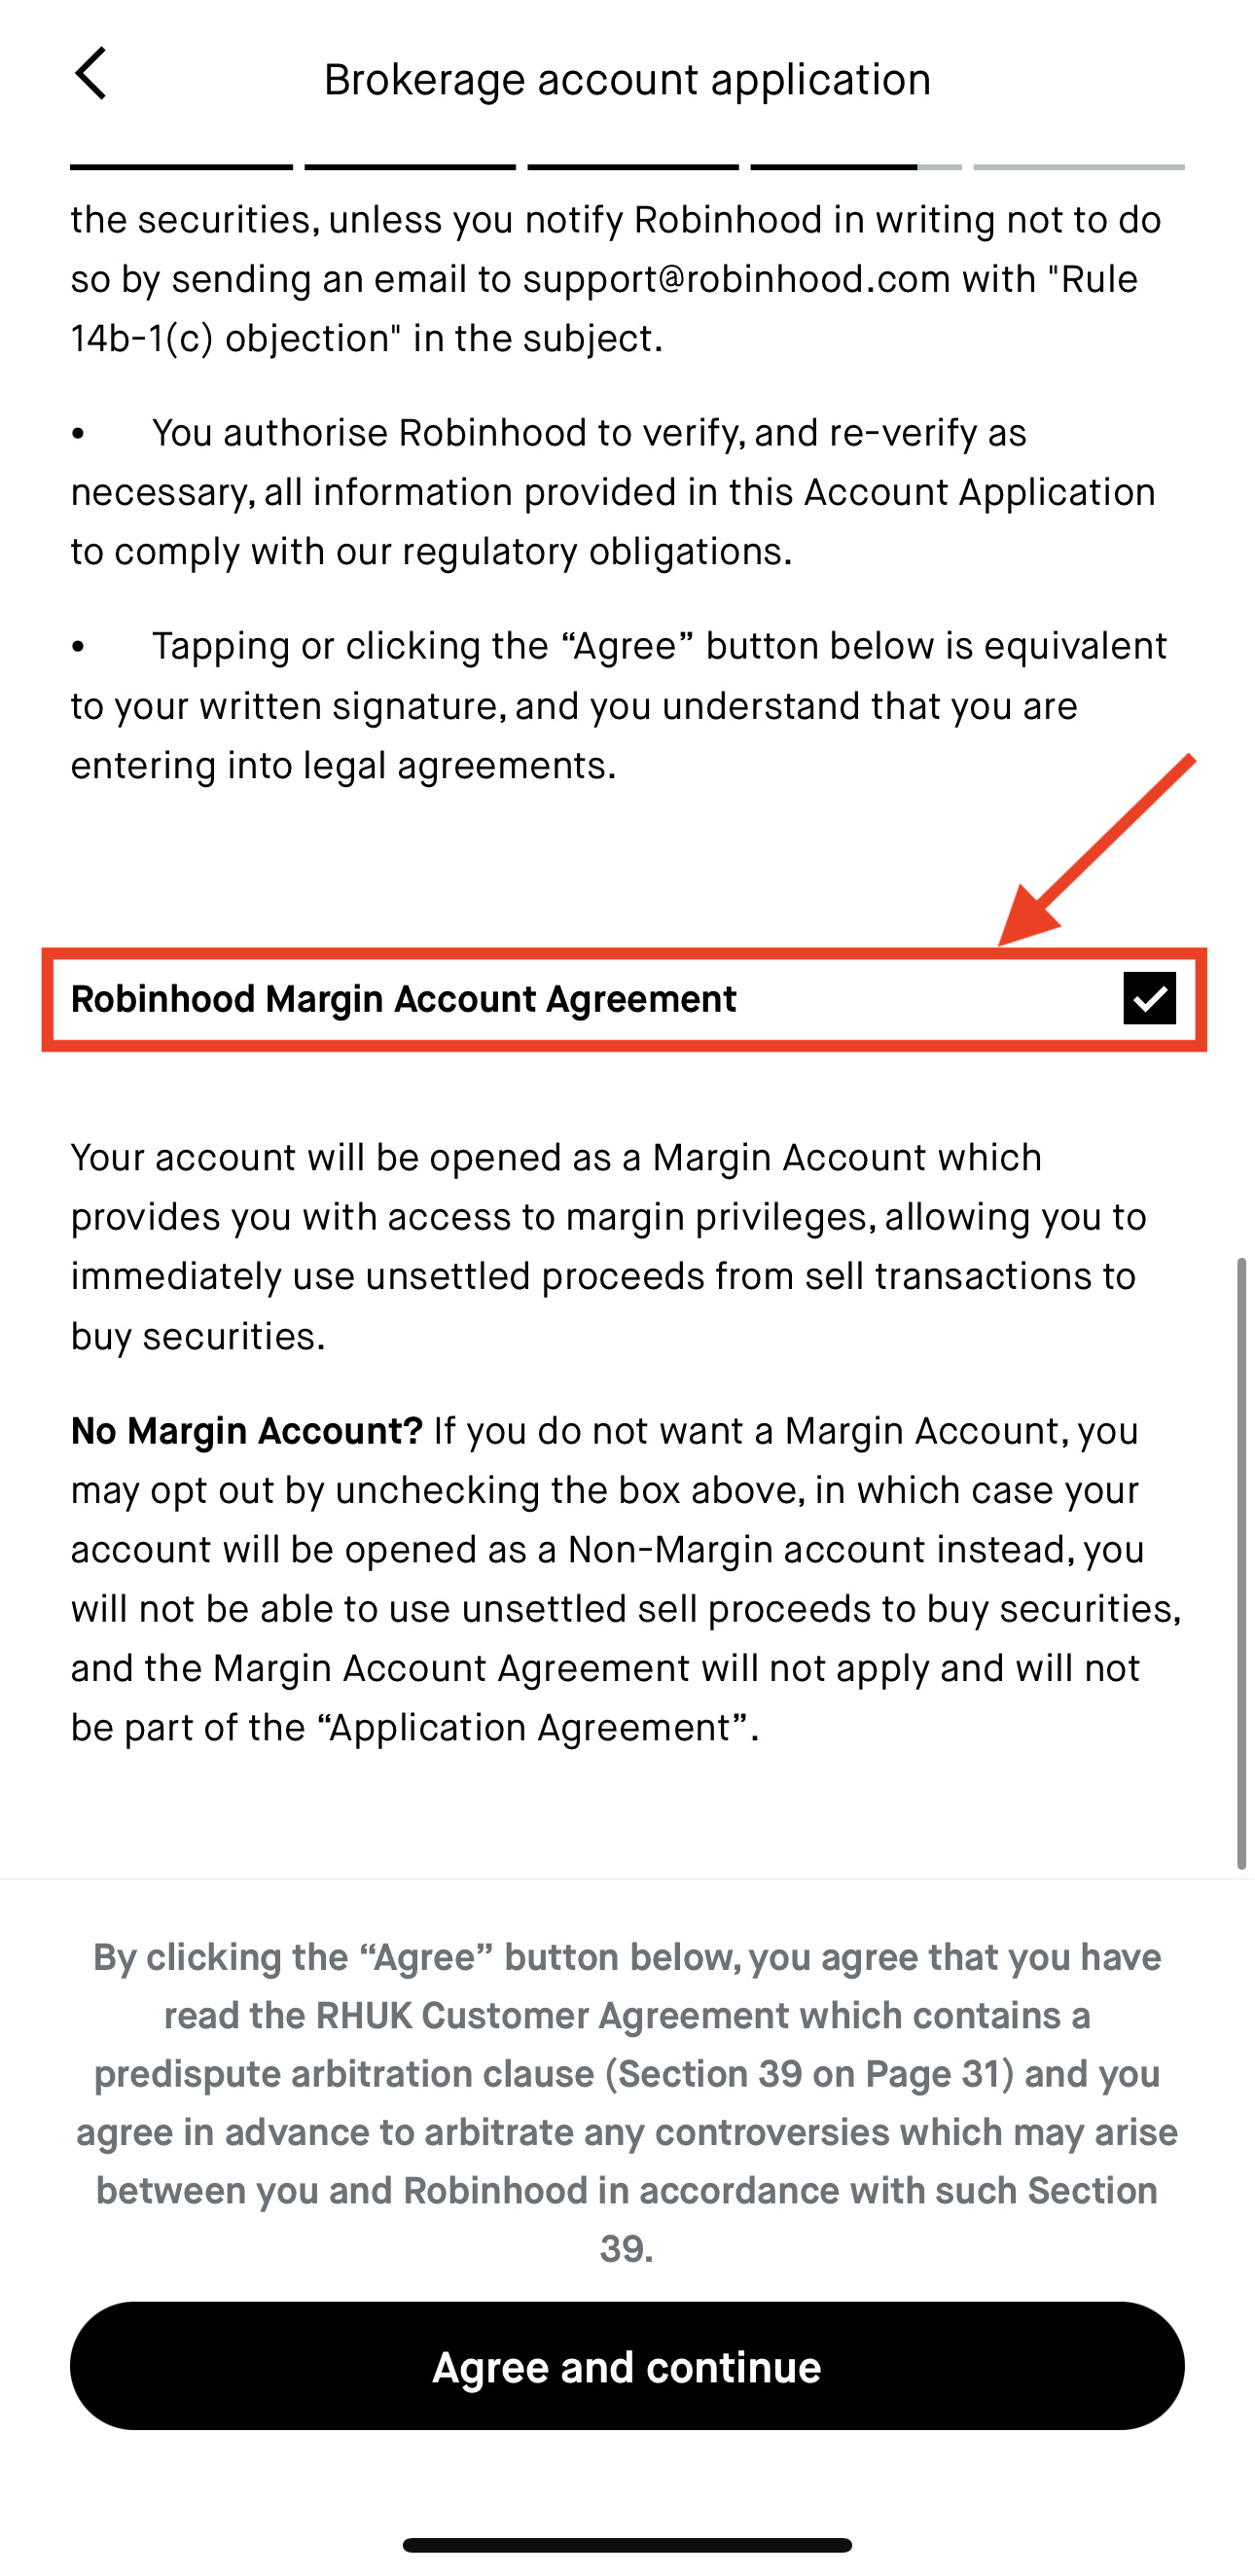 Brokerage account application
the securities, unless you notify Robinhood in writing not to do
so by sending an email to support@robinhood.com with "Rule
14b-1(c) objection" in the subject.
• You authorise Robinhood to verify, and re-verify as
necessary, all information provided in this Account Application
to comply with our regulatory obligations.
• Tapping or clicking the “Agree” button below is equivalent
to your written signature, and you understand that you are
entering into legal agreements.
Robinhood Margin Account Agreement
Your account will be opened as a Margin Account which
provides you with access to margin privileges, allowing you to
immediately use unsettled proceeds from sell transactions to
buy securities.
No Margin Account? If you do not want a Margin Account, you
may opt out by unchecking the box above, in which case your
account will be opened as a Non-Margin account instead, you
will not be able to use unsettled sell proceeds to buy securities,
and the Margin Account Agreement will not apply and will not
be part of the “Application Agreement”.
By clicking the “Agree” button below, you agree that you have
read the RHUK Customer Agreement which contains a
predispute arbitration clause (Section 39 on Page 31) and you
agree in advance to arbitrate any controversies which may arise
between you and Robinhood in accordance with such Section
39.
Agree and continue